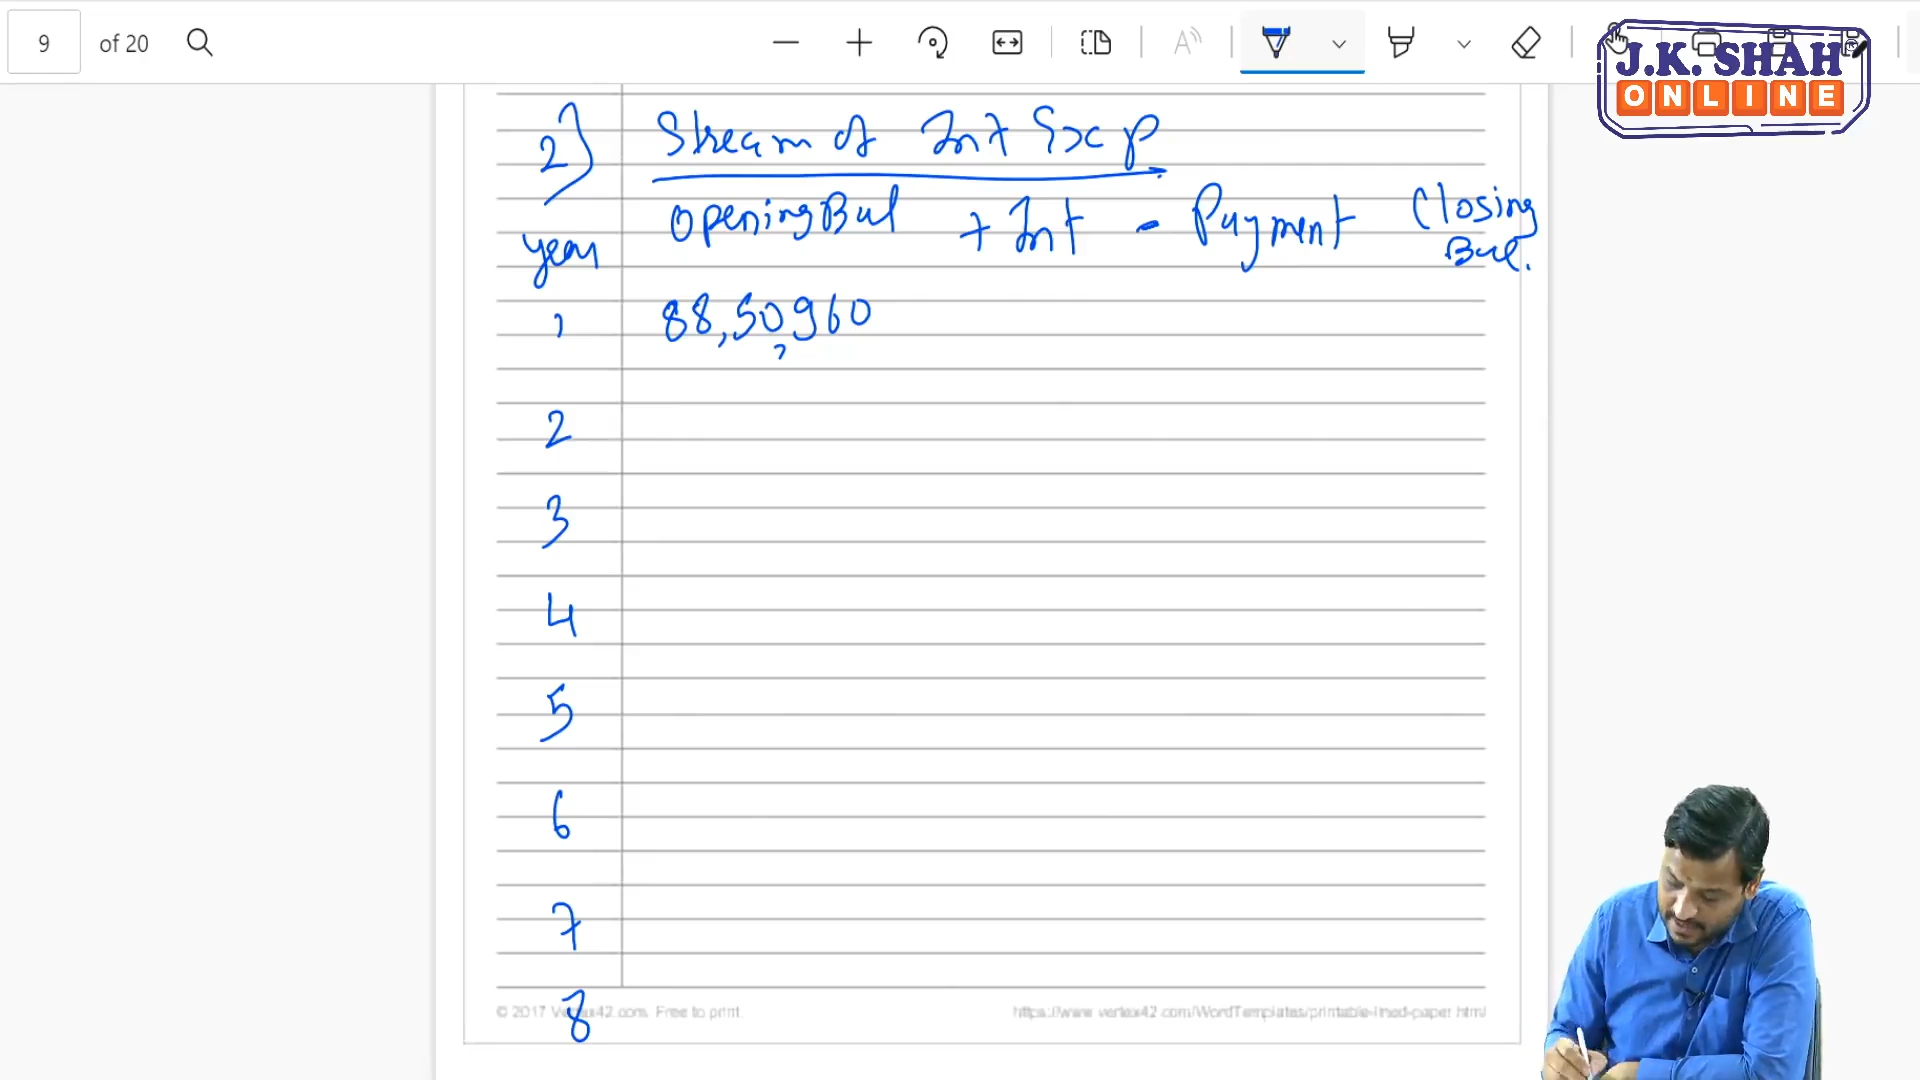 9 of 20
J.K. SHAH
ONLINE
2) Stream of Int Exp
year Opening Bal + Int - Payment Closing Bal.
1 88,50,960
2
3
4
5
6
7
8
© 2017 Vertex42.com. Free to print.
https://www.vertex42.com/WordTemplates/printable-lined-paper.html